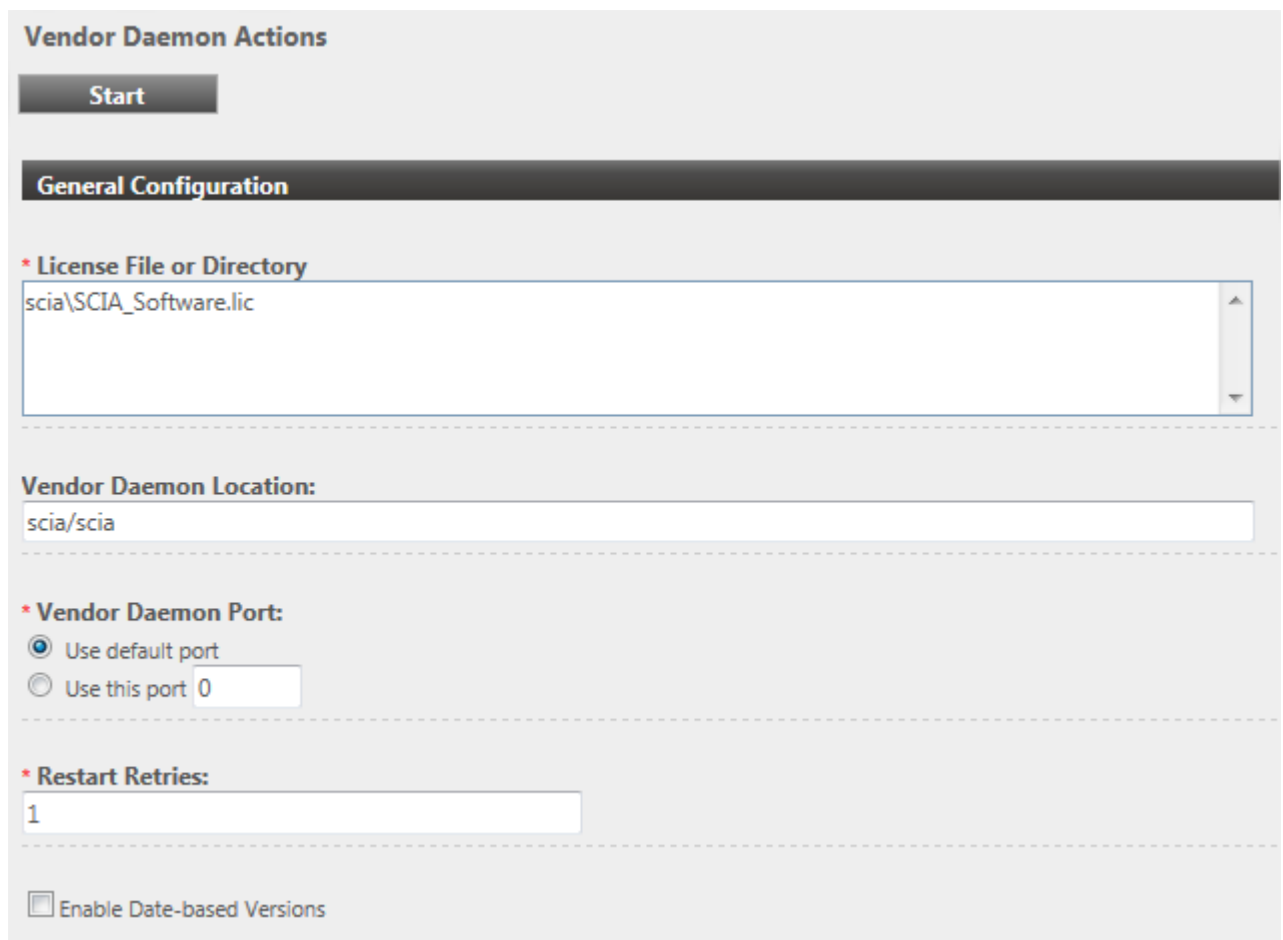 Vendor Daemon Actions
Start
General Configuration
* License File or Directory
scia\SCIA_Software.lic
Vendor Daemon Location:
scia/scia
* Vendor Daemon Port:
Use default port
Use this port 0
* Restart Retries:
1
Enable Date-based Versions